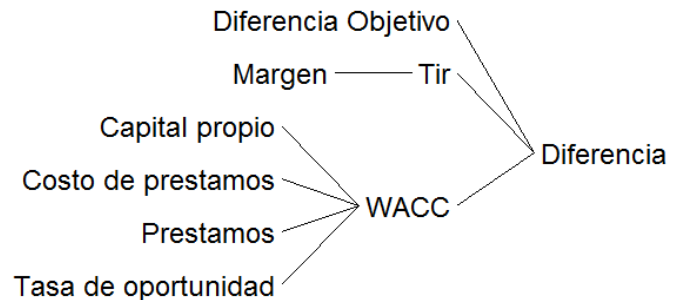 Diferencia Objetivo
Margen Tir
Capital propio
Diferencia
Costo de prestamos
WACC
Prestamos
Tasa de oportunidad